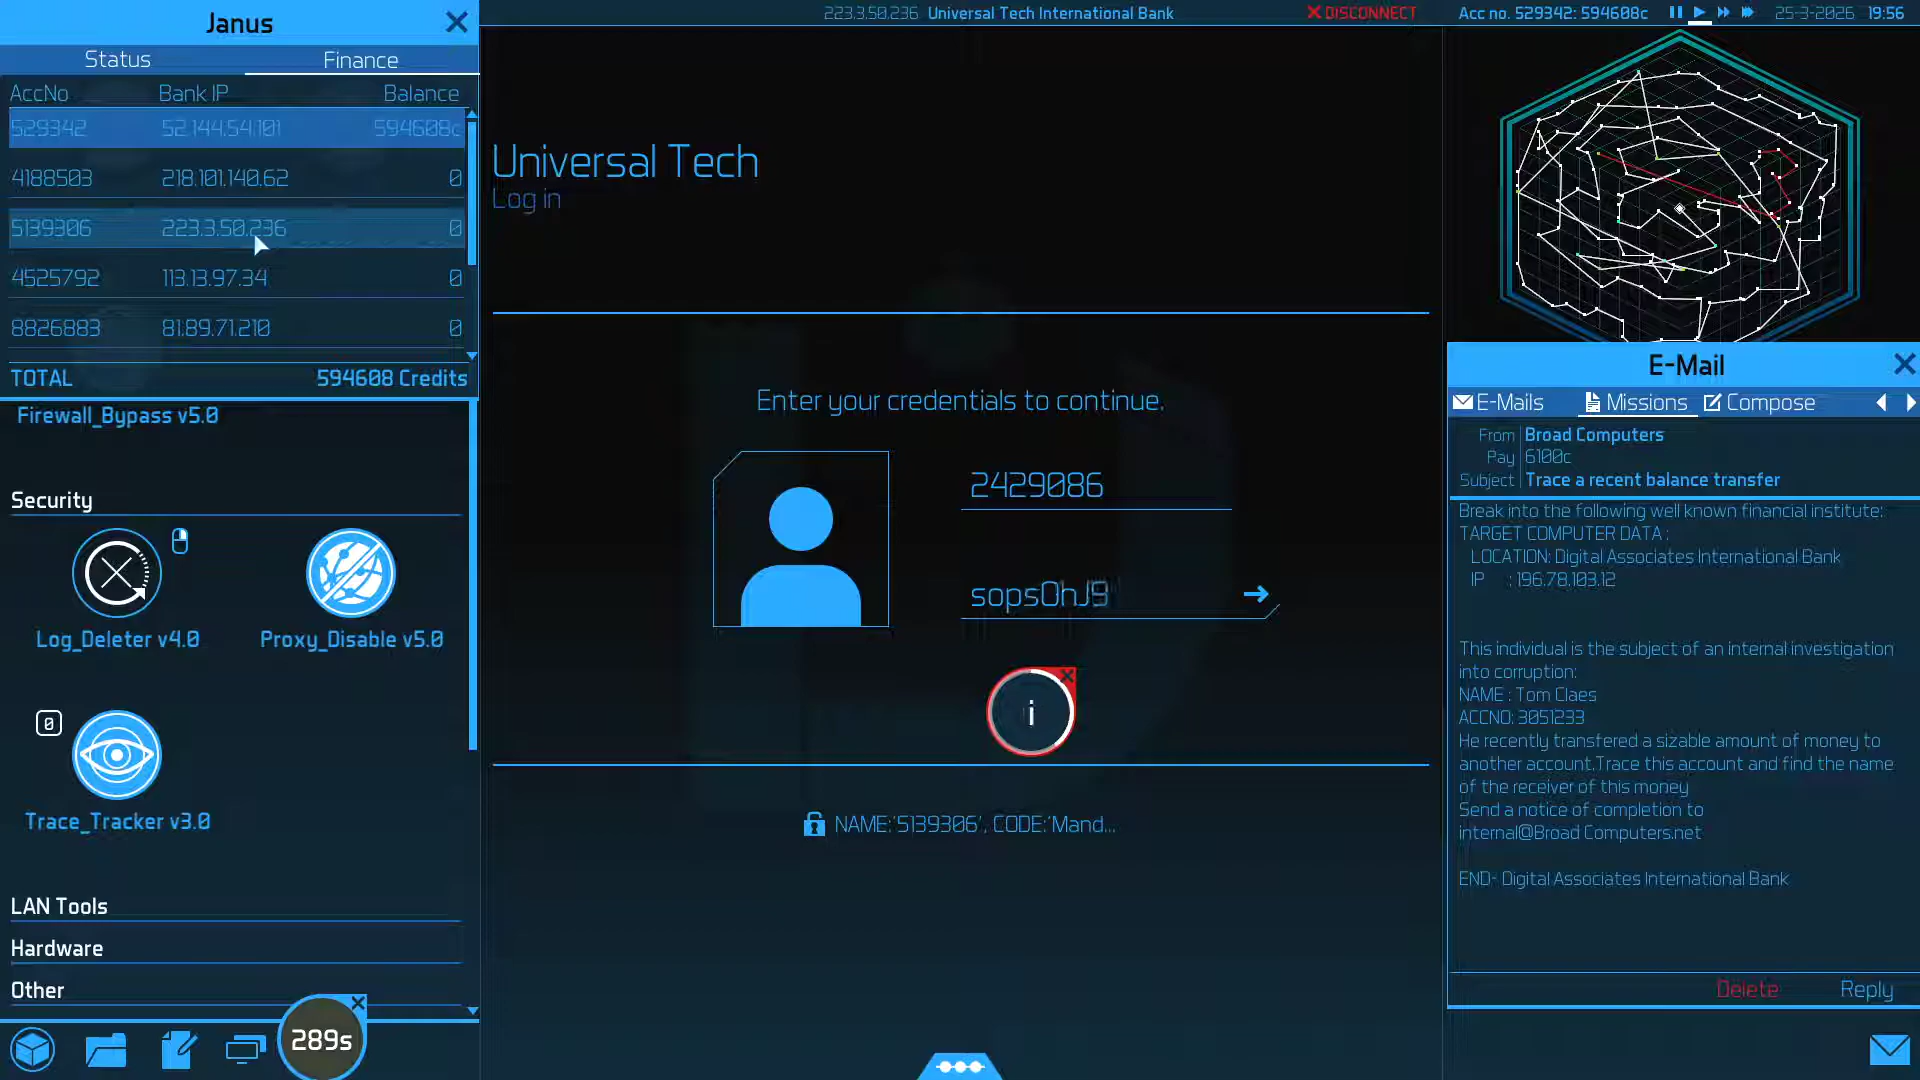 Janus
Status Finance
AccNo Bank IP Balance
529342 52.144.54.101 594608c
4188503 218.101.140.62 0
5139306 223.3.50.236 0
4525792 113.13.97.34 0
8826883 81.89.71.210 0
TOTAL 594608 Credits
Firewall_Bypass v5.0
Security
Log_Deleter v4.0 Proxy_Disable v5.0
0
Trace_Tracker v3.0
LAN Tools
Hardware
Other
289s
223.3.50.236 Universal Tech International Bank DISCONNECT
Universal Tech
Log in
Enter your credentials to continue.
2429086
i
NAME:'5139306', CODE:'Mand...
Acc no. 529342: 594608c 25-3-2026 19:56
E-Mail
E-Mails Missions Compose
From Broad Computers
Pay 6100c
Subject Trace a recent balance transfer
Break into the following well known financial institute:
TARGET COMPUTER DATA :
LOCATION: Digital Associates International Bank
IP : 196.78.103.12
This individual is the subject of an internal investigation
into corruption:
NAME : Tom Claes
ACCNO: 3051233
He recently transfered a sizable amount of money to
another account.Trace this account and find the name
of the receiver of this money
Send a notice of completion to
internal@Broad Computers.net
END- Digital Associates International Bank
Delete Reply